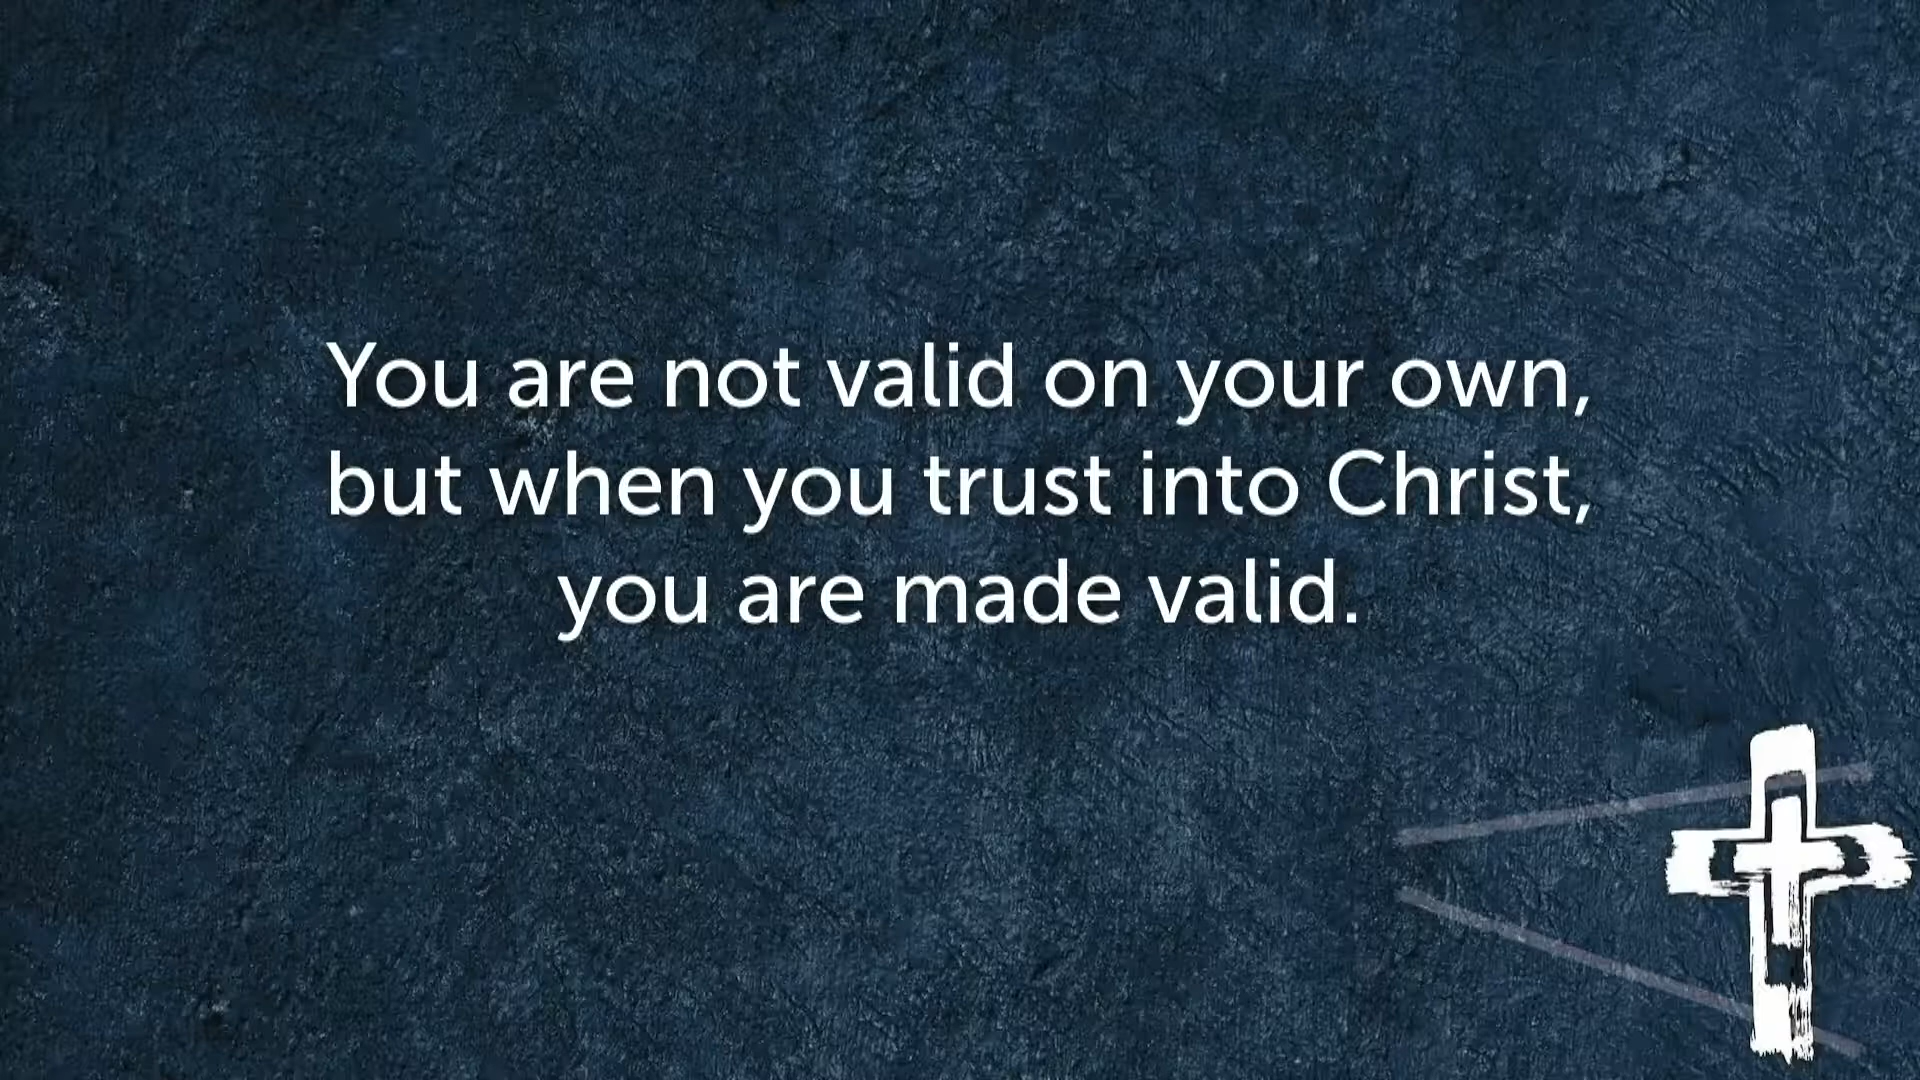 You are not valid on your own,
but when you trust into Christ,
you are made valid.